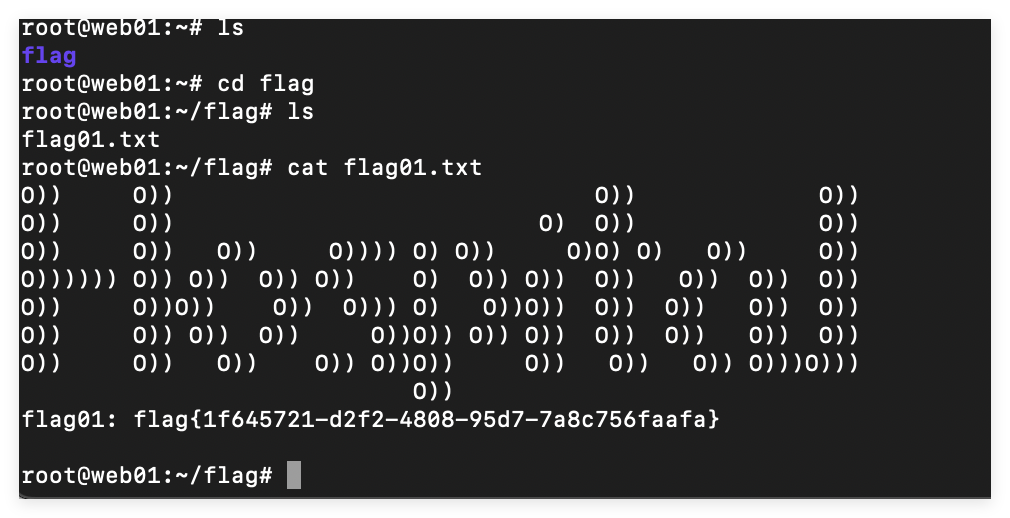 root@web01:~# ls
flag
root@web01:~# cd flag
root@web01:~/flag# ls
flag01.txt
root@web01:~/flag# cat flag01.txt
O))     O))                              O))             O))
O))     O))                          O)  O))             O))
O))     O))   O))     O)))) O) O))     O)O) O)   O))     O))
O)))))) O)) O))  O)) O))    O)  O)) O))  O))   O))  O))  O))
O))     O))O))    O))  O))) O)   O))O))  O))  O))   O))  O))
O))     O)) O))  O))     O))O)) O)) O))  O))  O))   O))  O))
O))     O))   O))    O)) O))O))     O))   O))   O)) O)))O)))
                            O))
flag01: flag{1f645721-d2f2-4808-95d7-7a8c756faafa}
root@web01:~/flag#